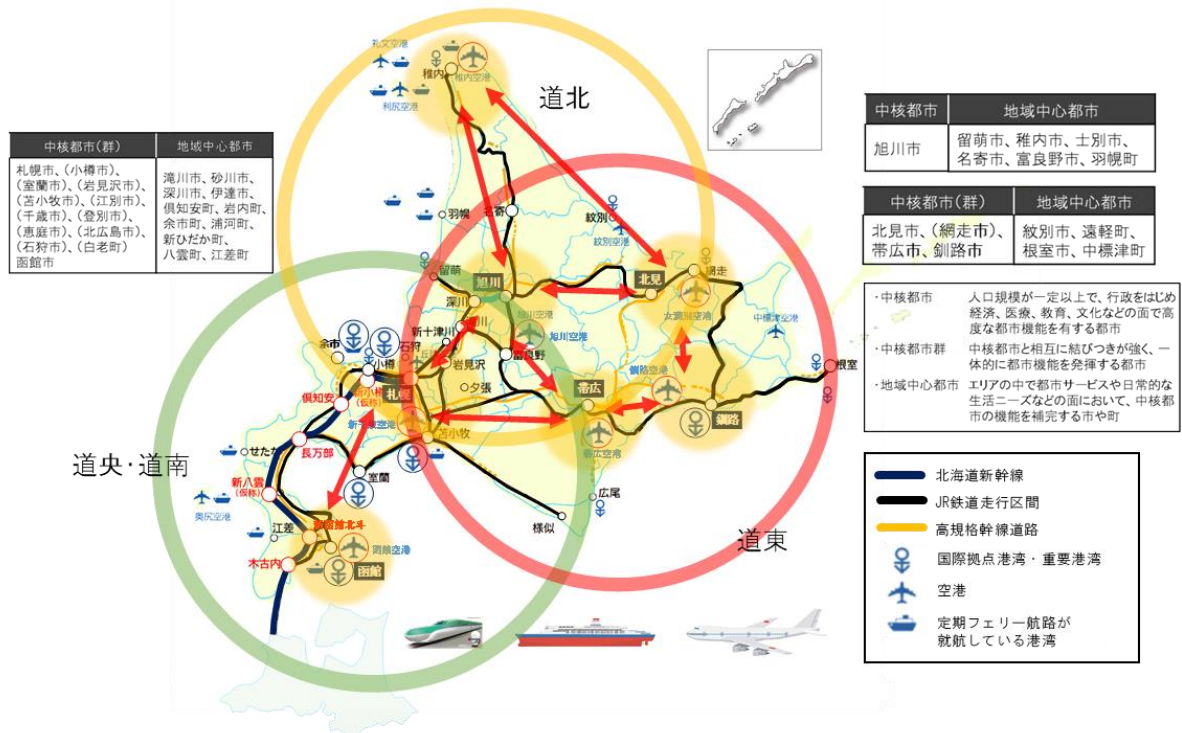 礼文空港
稚内
稚内空港
利尻空港
道北
中核都市(群)
地域中心都市
札幌市、(小樽市)、
(室蘭市)、(岩見沢市)、
(苫小牧市)、(江別市)、
(千歳市)、(登別市)、
(恵庭市)、(北広島市)、
(石狩市)、(白老町)
函館市
滝川市、砂川市、
深川市、伊達市、
倶知安町、岩内町、
余市町、浦河町、
新ひだか町、
八雲町、江差町
中核都市
地域中心都市
旭川市
留萌市、稚内市、士別市、
名寄市、富良野市、羽幌町
中核都市(群)
地域中心都市
北見市、(網走市)、
帯広市、釧路市
紋別市、遠軽町、
根室市、中標津町
・中核都市
人口規模が一定以上で、行政をはじめ
経済、医療、教育、文化などの面で高
度な都市機能を有する都市
・中核都市群
中核都市と相互に結びつきが強く、一
体的に都市機能を発揮する都市
・地域中心都市
エリアの中で都市サービスや日常的な
生活ニーズなどの面において、中核都
市の機能を補完する市や町
羽幌
名寄
紋別
紋別空港
留萌
旭川
北見
網走
女満別空港
深川
旭川空港
中標津空港
新十津川
余市
小樽
石狩
岩見沢
富良野
釧路空港
根室
夕張
札幌
帯広
倶知安
新小樽
(仮称)
新千歳空港
苫小牧
帯広空港
釧路
道央・道南
せたな
長万部
新八雲
(仮称)
室蘭
広尾
様似
道東
奥尻空港
江差
新函館北斗
函館空港
木古内
函館
北海道新幹線
JR鉄道走行区間
高規格幹線道路
国際拠点港湾・重要港湾
空港
定期フェリー航路が
就航している港湾